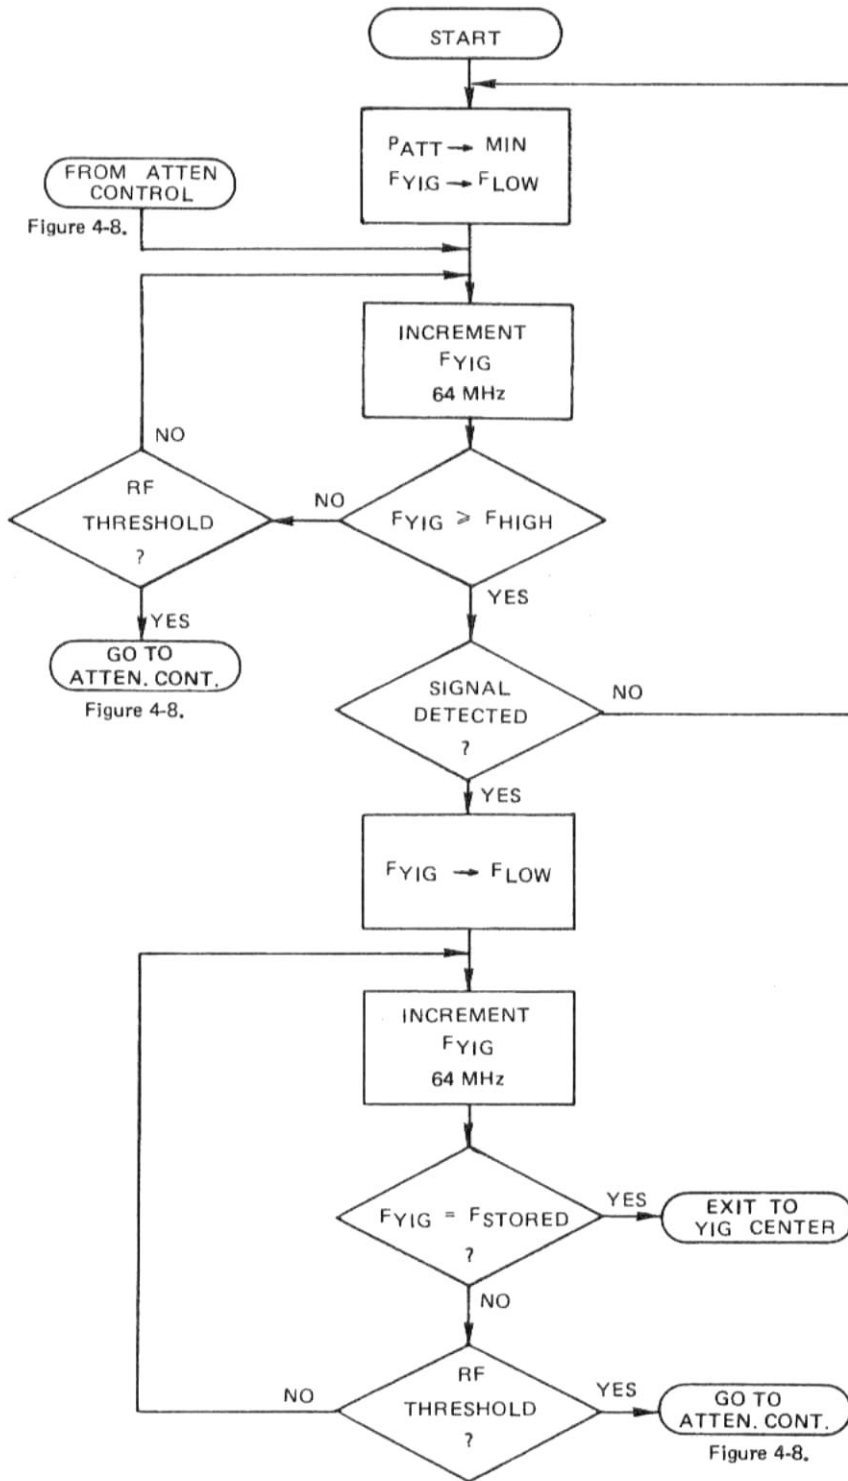 START
PATT → MIN
FYIG → FLOW
FROM ATTEN
CONTROL
Figure 4-8.
INCREMENT
FYIG
64 MHz
NO
RF
THRESHOLD
?
NO
FYIG ⩾ FHIGH
YES
YES
GO TO
ATTEN. CONT.
Figure 4-8.
SIGNAL
DETECTED
?
NO
YES
FYIG → FLOW
INCREMENT
FYIG
64 MHz
FYIG = FSTORED
?
YES
EXIT TO
YIG CENTER
NO
RF
THRESHOLD
?
NO
YES
GO TO
ATTEN. CONT.
Figure 4-8.